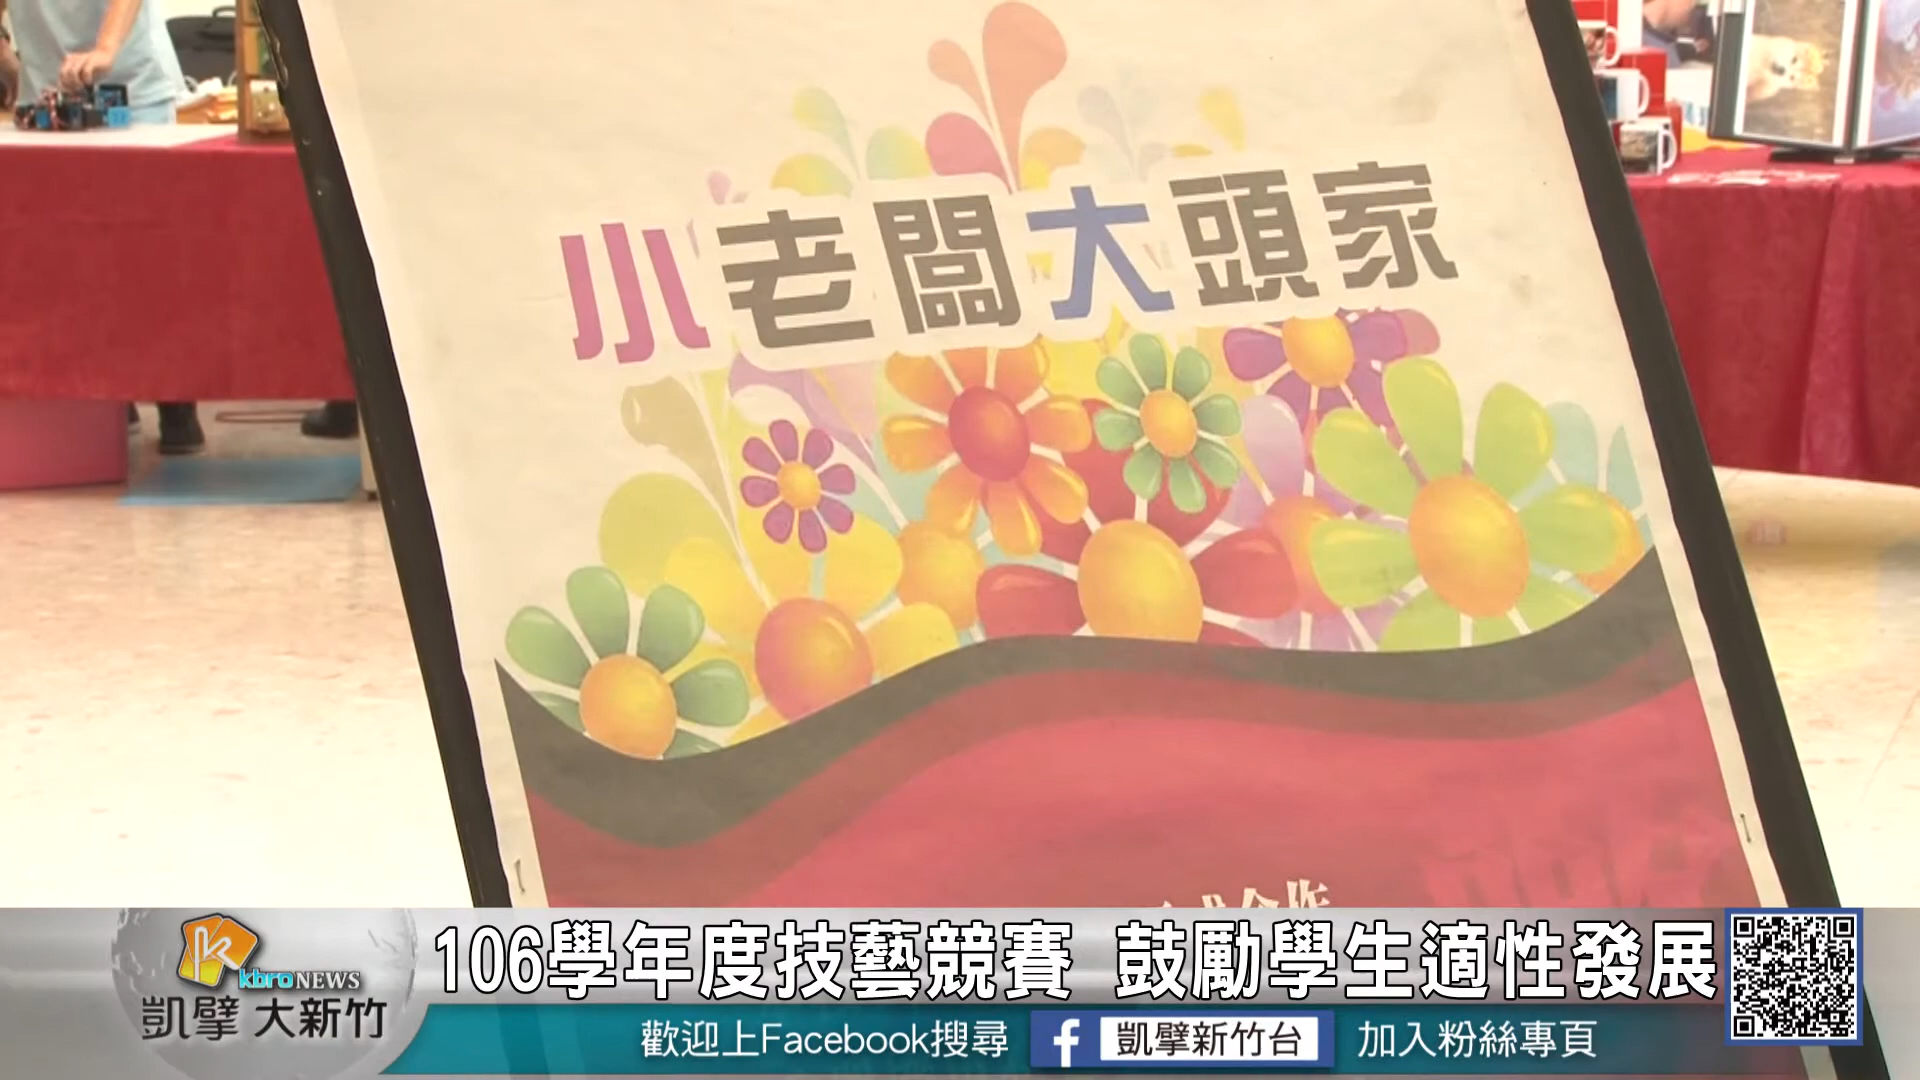 小老闆大頭家
106學年度技藝競賽 鼓勵學生適性發展
kbro NEWS
凱擘 大新竹
歡迎上Facebook搜尋 f 凱擘新竹台 加入粉絲專頁